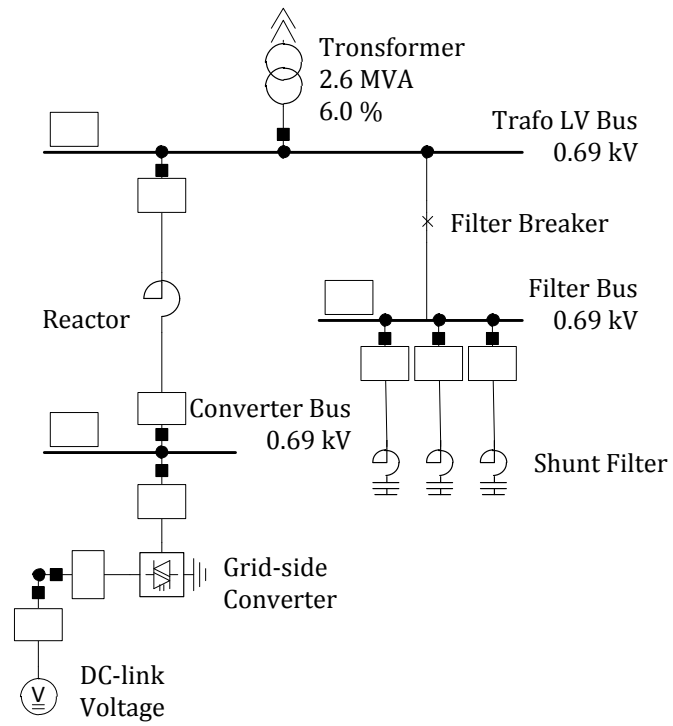 Tronsformer
2.6 MVA
6.0 %
Trafo LV Bus
0.69 kV
Filter Breaker
Filter Bus
0.69 kV
Reactor
Converter Bus
0.69 kV
Shunt Filter
Grid-side
Converter
DC-link
Voltage
V